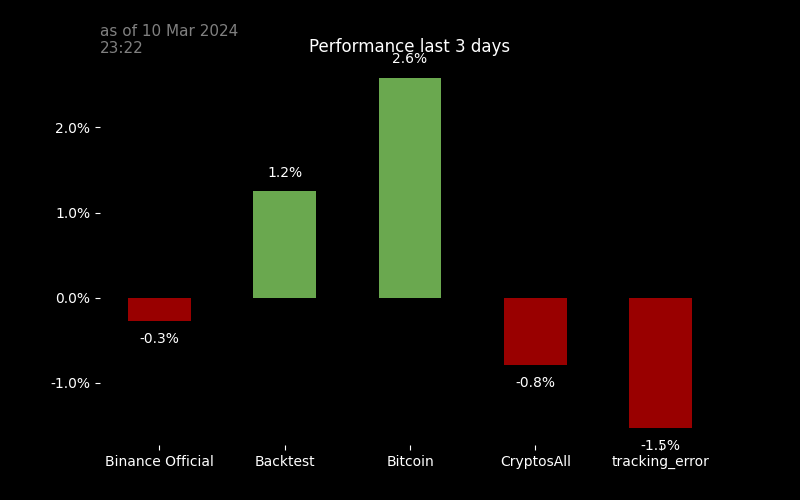 as of 10 Mar 2024
23:22
Performance last 3 days
2.6%
2.0%
1.2%
1.0%
0.0%
-0.3%
-0.8%
-1.0%
-1.5%
Binance Official
Backtest
Bitcoin
CryptosAll
tracking_error